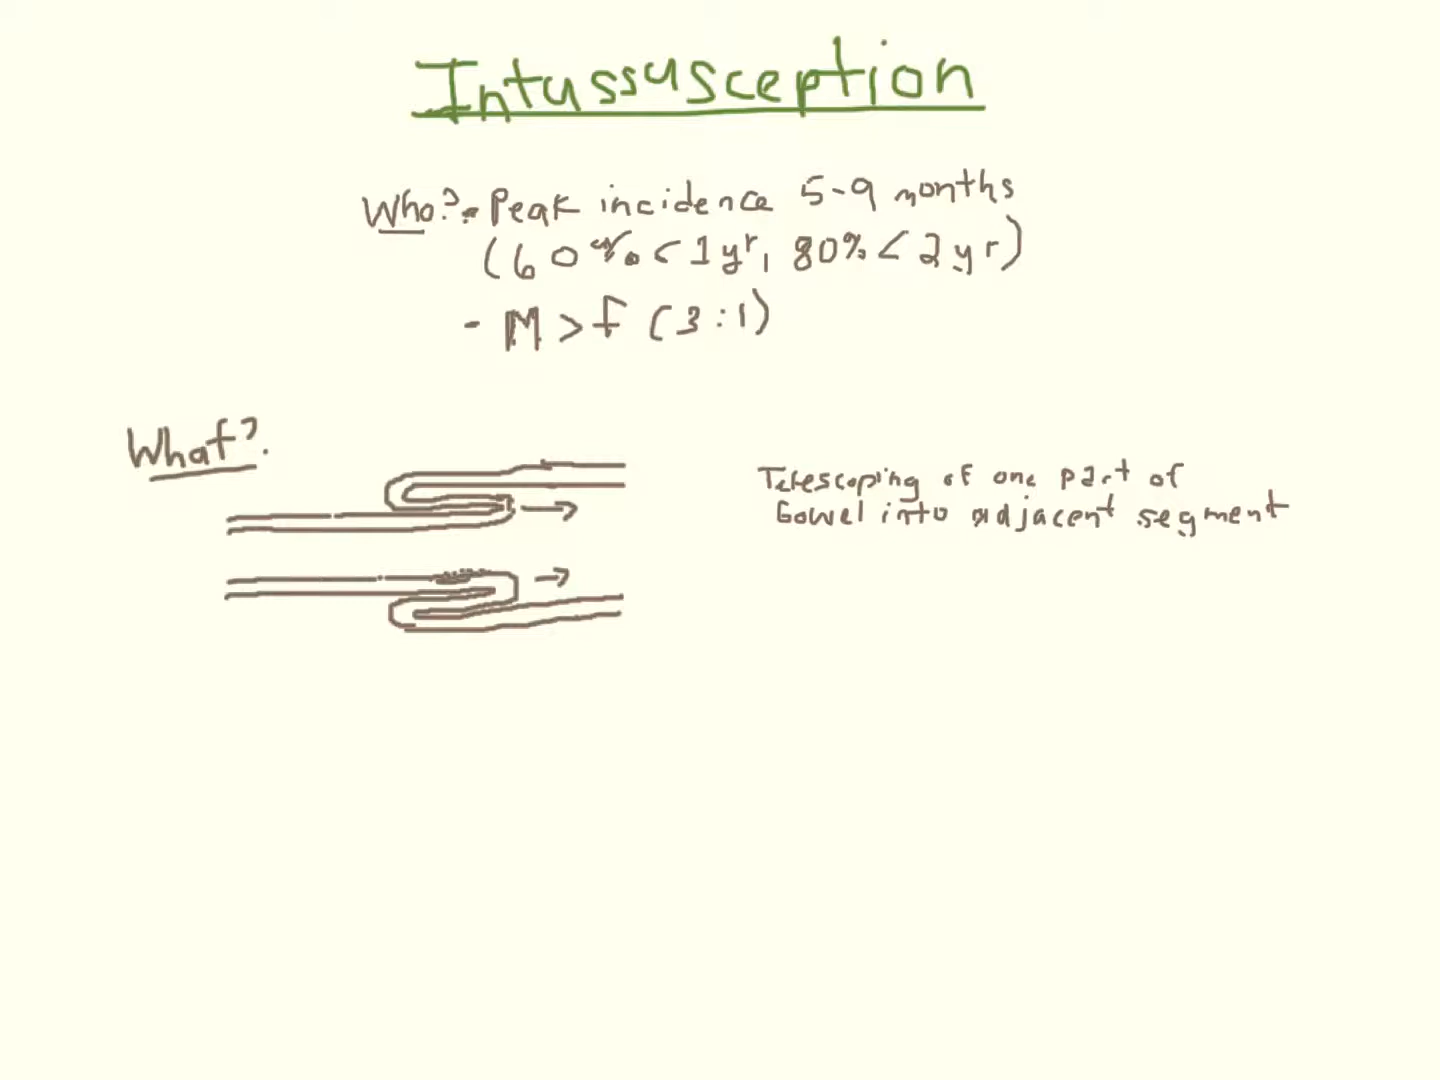 Intussusception
Who? - Peak incidence 5-9 months
(60% < 1yr, 80% < 2yr)
- M > F (3:1)
What?
Telescoping of one part of
bowel into adjacent segment